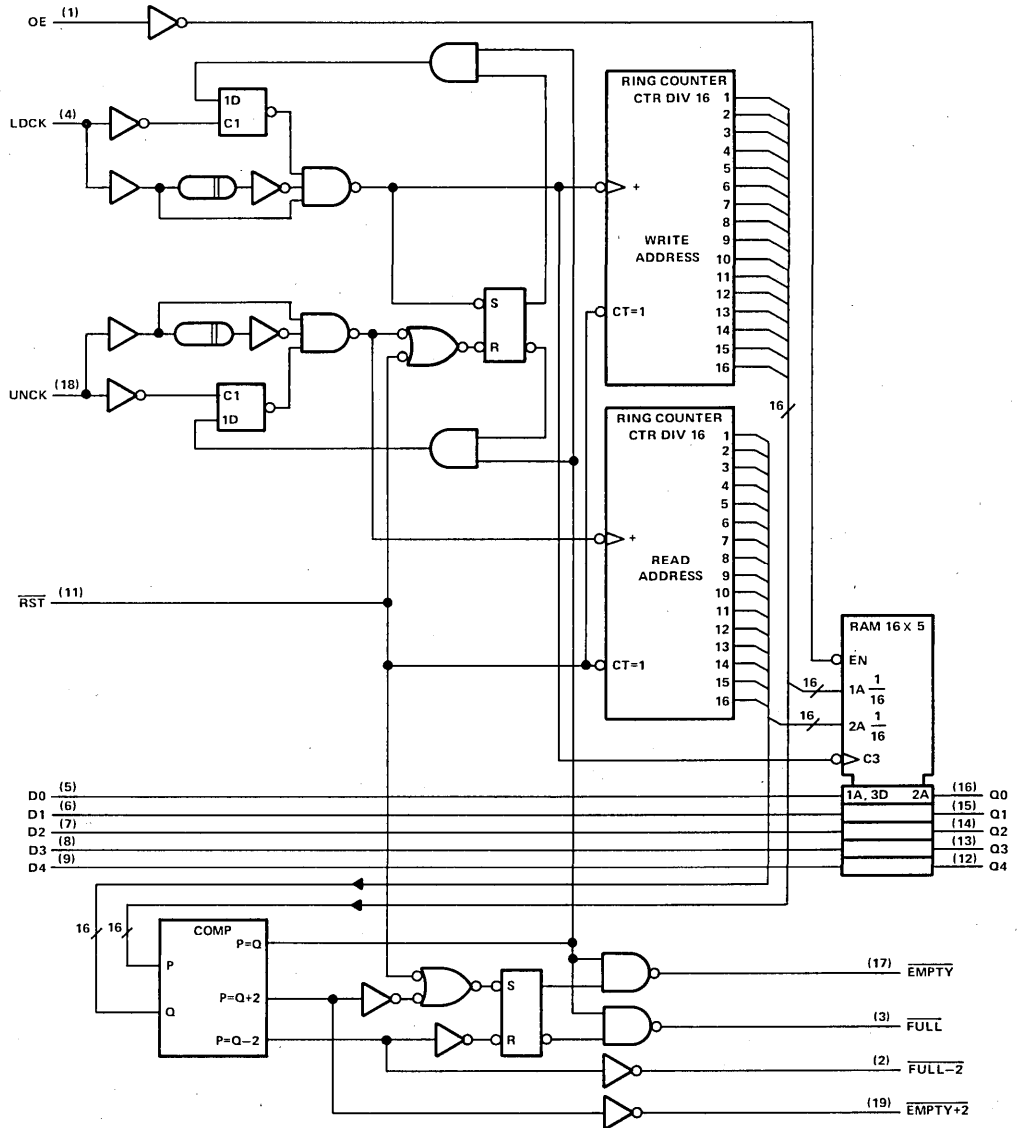 OE (1)
1D
C1
LDCK (4)
RING COUNTER
CTR DIV 16
1
2
3
4
5
6
7
8
9
10
11
12
13
14
15
16
+
WRITE
ADDRESS
CT=1
S
R
UNCK (18)
C1
1D
16
RING COUNTER
CTR DIV 16
1
2
3
4
5
6
7
8
9
10
11
12
13
14
15
16
+
READ
ADDRESS
CT=1
RST (11)
RAM 16 X 5
EN
16 1A 1/16
16 2A 1/16
C3
1A, 3D 2A
D0 (5)
D1 (6)
D2 (7)
D3 (8)
D4 (9)
(16) Q0
(15) Q1
(14) Q2
(13) Q3
(12) Q4
16 16
COMP
P=Q
P
P=Q+2
Q
P=Q−2
S
R
(17) EMPTY
(3) FULL
(2) FULL−2
(19) EMPTY+2